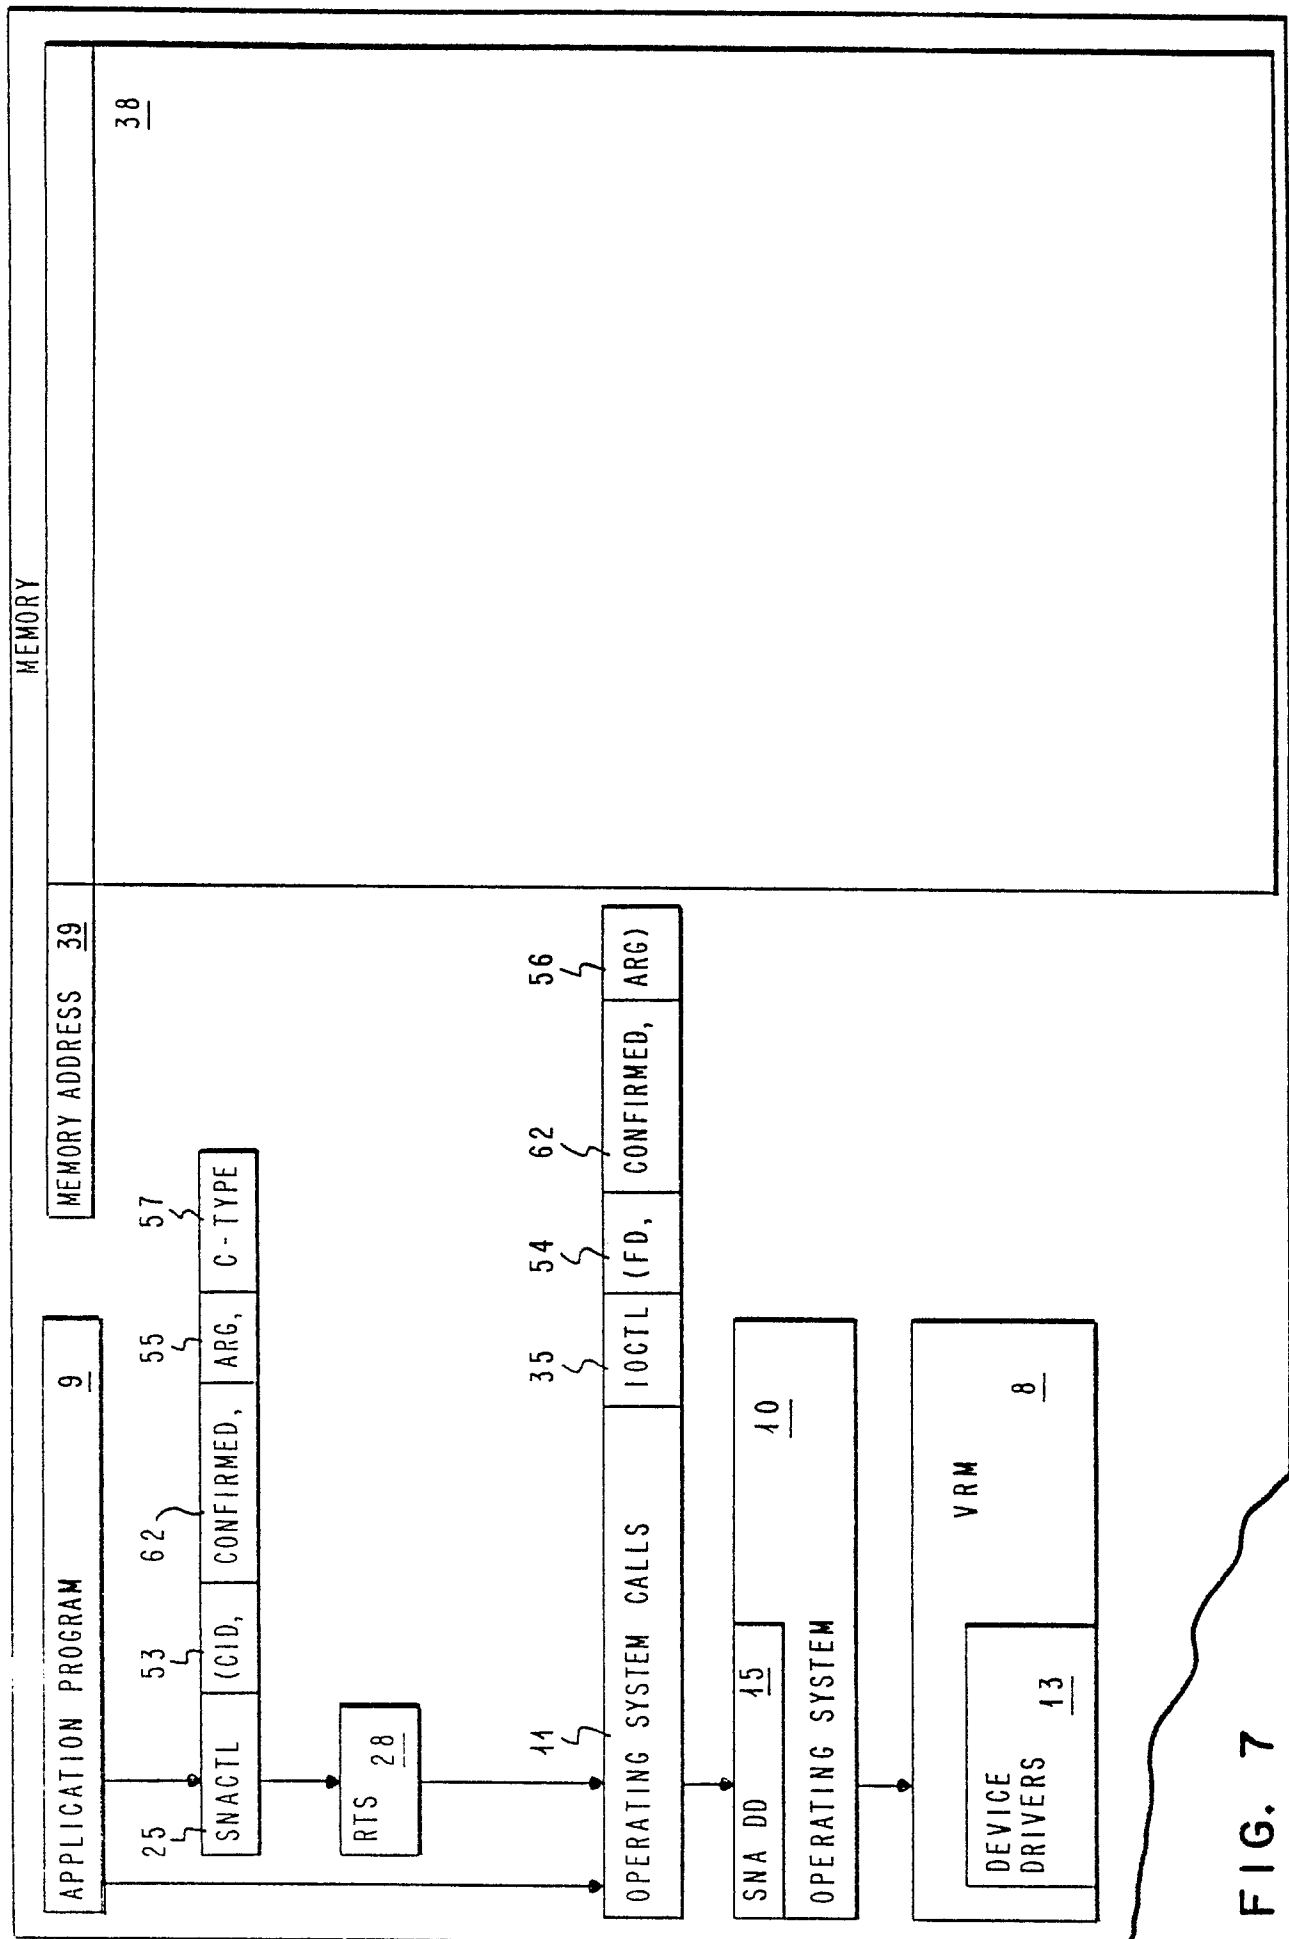 MEMORY
APPLICATION PROGRAM 9
MEMORY ADDRESS 39
38
25 53 62 55 57
SNACTL (CID, CONFIRMED, ARG, C-TYPE
RTS 28
11 35 54 62 56
OPERATING SYSTEM CALLS IOCTL (FD, CONFIRMED, ARG)
SNA DD 15
10
OPERATING SYSTEM
VRM
8
DEVICE
DRIVERS 13
FIG. 7